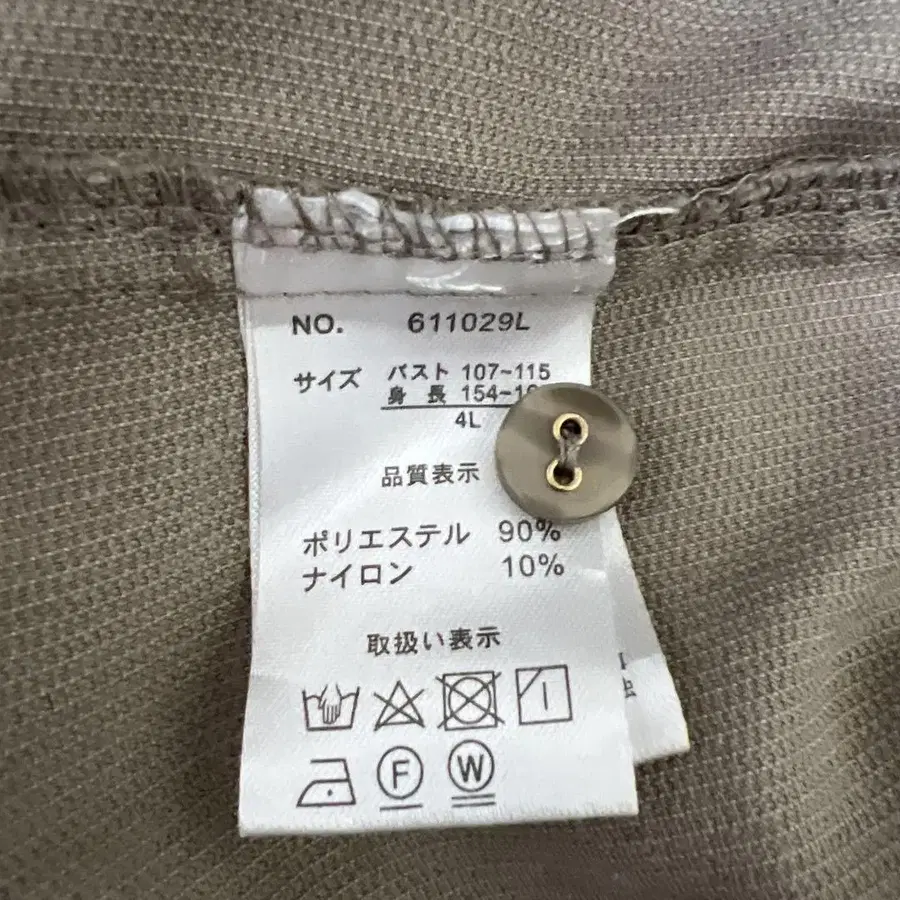 NO. 611029L
サイズ バスト 107~115
身長 154~1
4L
品質表示
ポリエステル 90%
ナイロン 10%
取扱い表示
F W